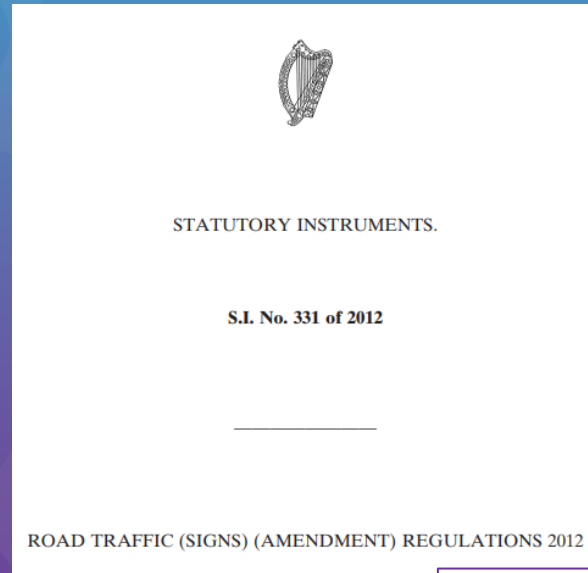 STATUTORY INSTRUMENTS.
S.I. No. 331 of 2012
ROAD TRAFFIC (SIGNS) (AMENDMENT) REGULATIONS 2012